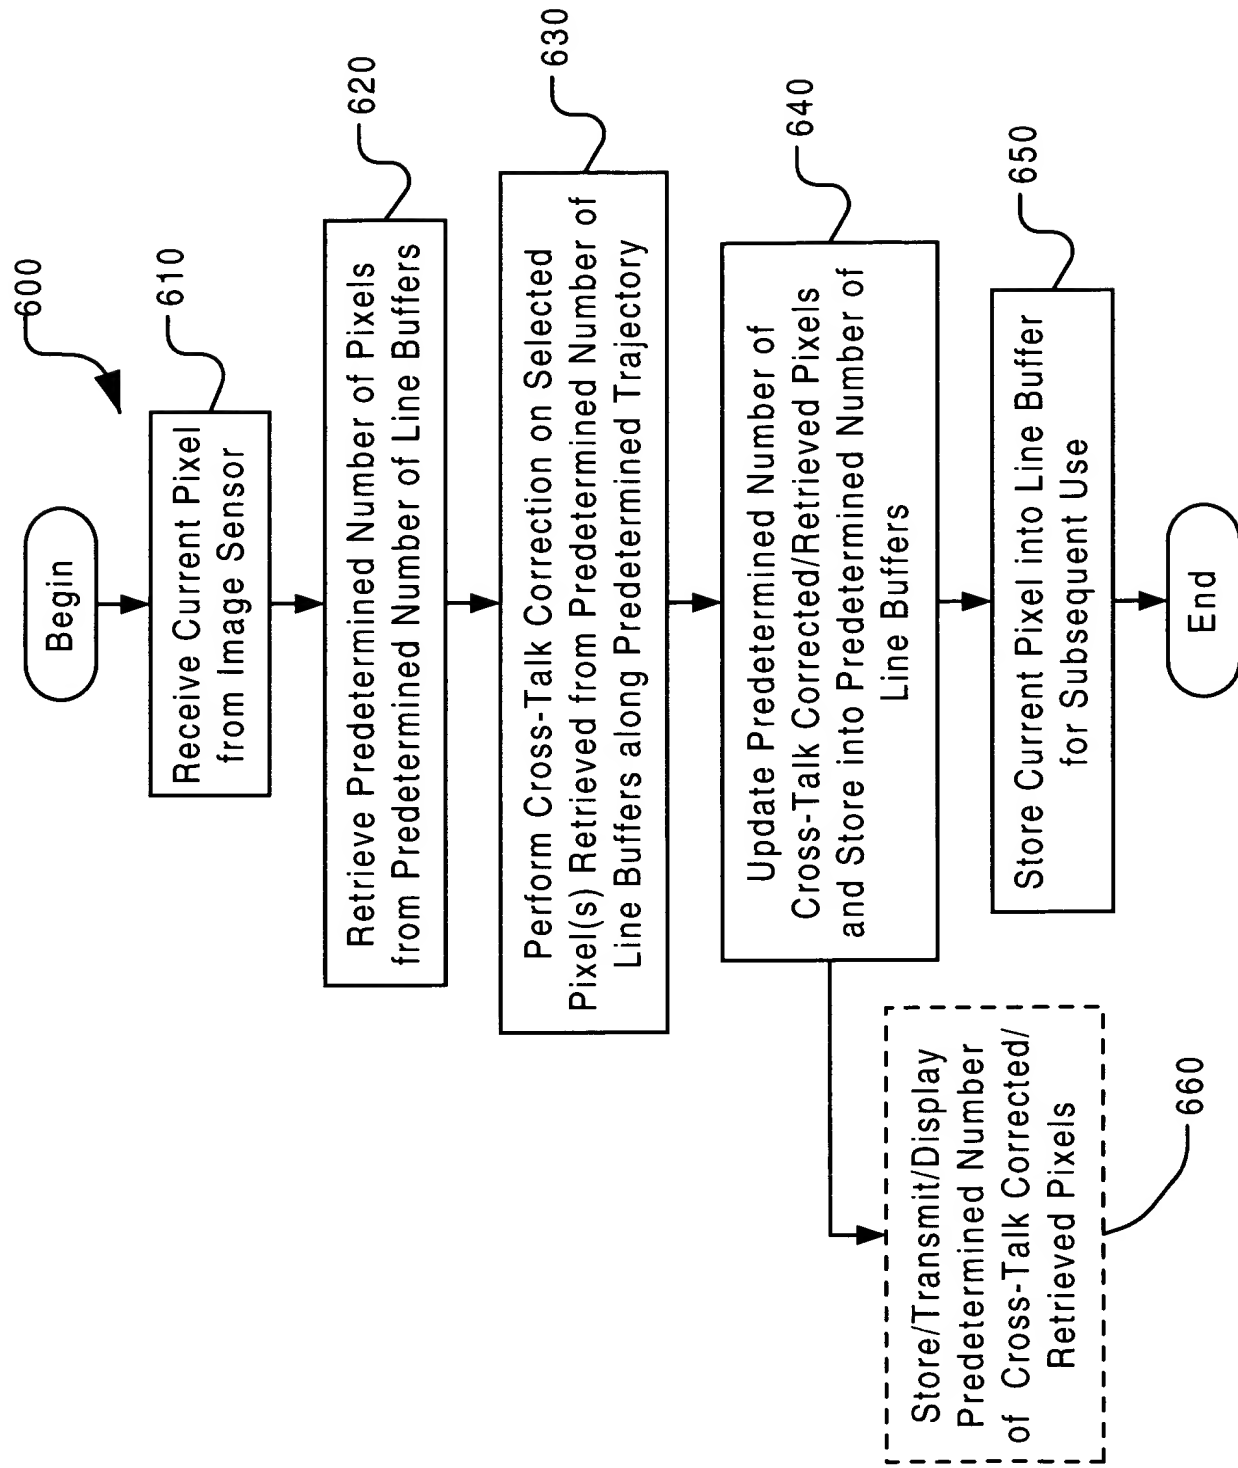 600
Begin
Receive Current Pixel
from Image Sensor
610
Retrieve Predetermined Number of Pixels
from Predetermined Number of Line Buffers
620
Perform Cross-Talk Correction on Selected
Pixel(s) Retrieved from Predetermined Number of
Line Buffers along Predetermined Trajectory
630
Update Predetermined Number of
Cross-Talk Corrected/Retrieved Pixels
and Store into Predetermined Number of
Line Buffers
640
Store Current Pixel into Line Buffer
for Subsequent Use
650
End
Store/Transmit/Display
Predetermined Number
of Cross-Talk Corrected/
Retrieved Pixels
660